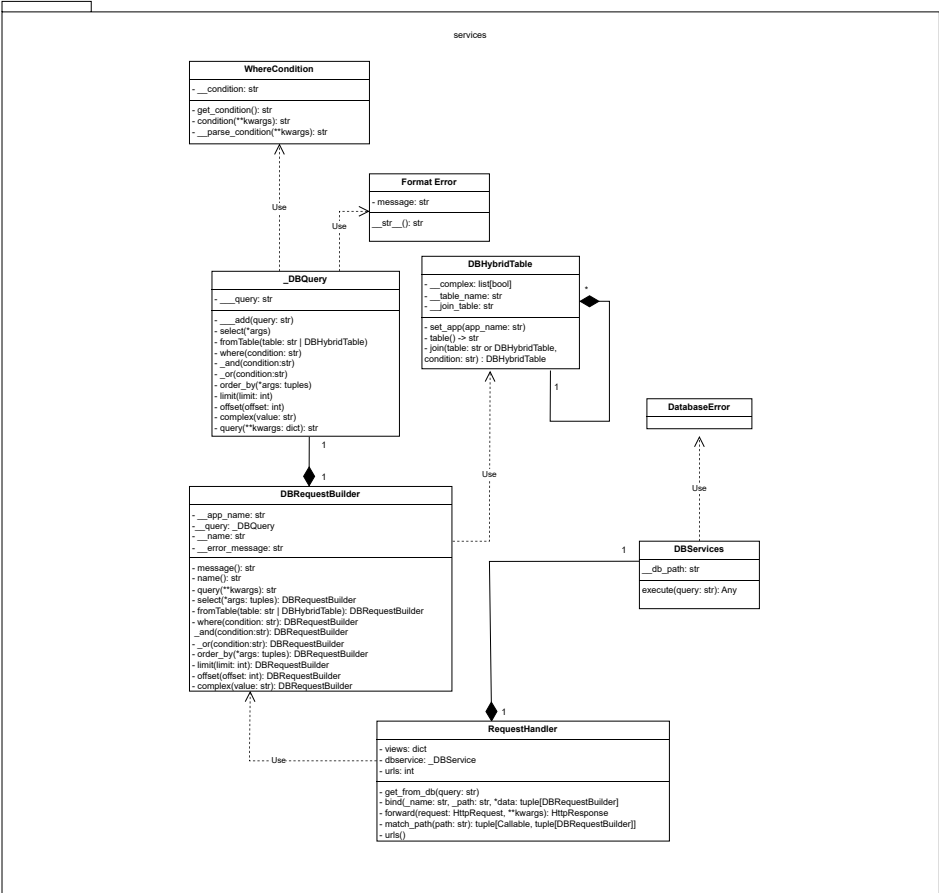 services
WhereCondition
- __condition: str
- get_condition(): str
- condition(**kwargs): str
- __parse_condition(**kwargs): str
Format Error
- message: str
__str__(): str
Use
Use
DBHybridTable
- __complex: list[bool]
- __table_name: str
- __join_table: str
- set_app(app_name: str)
- table() -> str
- join(table: str or DBHybridTable,
condition: str) : DBHybridTable
*
1
_DBQuery
- ___query: str
- ___add(query: str)
- select(*args)
- fromTable(table: str | DBHybridTable)
- where(condition: str)
- _and(condition:str)
- _or(condition:str)
- order_by(*args: tuples)
- limit(limit: int)
- offset(offset: int)
- complex(value: str)
- query(**kwargs: dict): str
1
1
DatabaseError
Use
Use
DBRequestBuilder
- __app_name: str
- __query: _DBQuery
- __name: str
- __error_message: str
- message(): str
- name(): str
- query(**kwargs): str
- select(*args: tuples): DBRequestBuilder
- fromTable(table: str | DBHybridTable): DBRequestBuilder
- where(condition: str): DBRequestBuilder
_and(condition:str): DBRequestBuilder
- _or(condition:str): DBRequestBuilder
- order_by(*args: tuples): DBRequestBuilder
- limit(limit: int): DBRequestBuilder
- offset(offset: int): DBRequestBuilder
- complex(value: str): DBRequestBuilder
1
DBServices
__db_path: str
execute(query: str): Any
1
Use
RequestHandler
- views: dict
- dbservice: _DBService
- urls: int
- get_from_db(query: str)
- bind(_name: str, _path: str, *data: tuple[DBRequestBuilder]
- forward(request: HttpRequest, **kwargs): HttpResponse
- match_path(path: str): tuple[Callable, tuple[DBRequestBuilder]]
- urls()